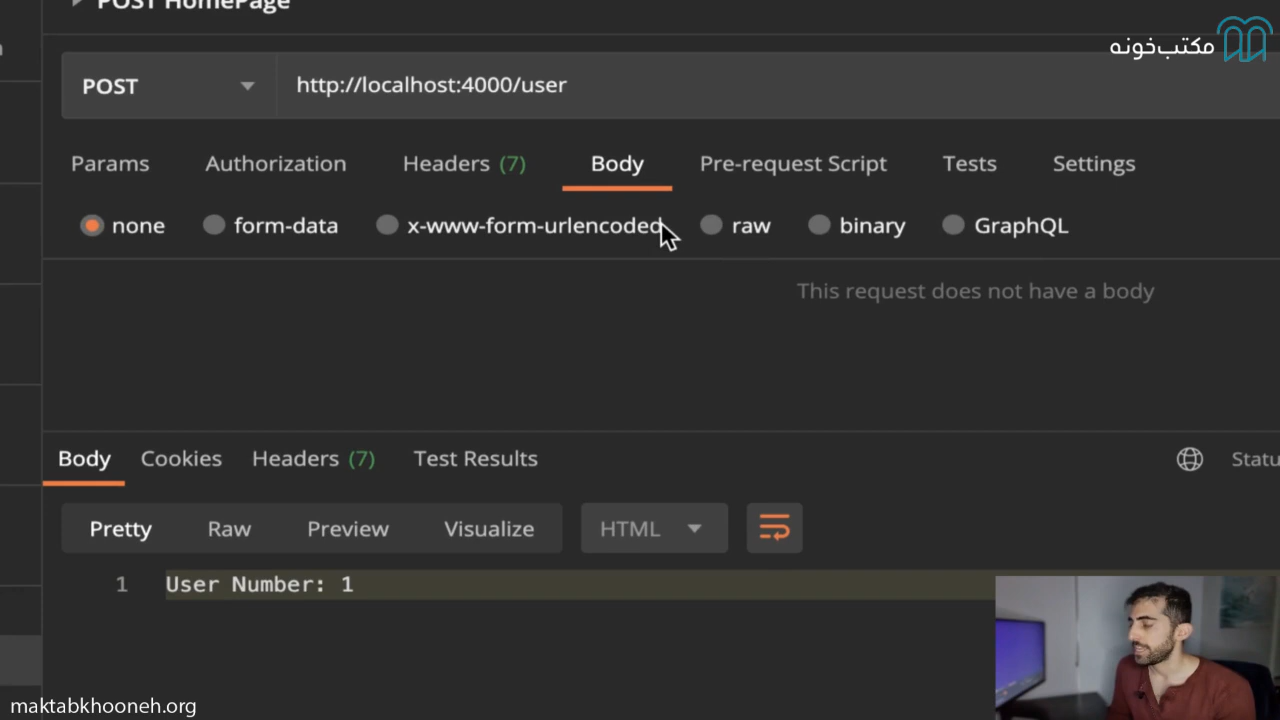 POST HomePage
مکتب‌خونه
POST http://localhost:4000/user
Params Authorization Headers (7) Body Pre-request Script Tests Settings
none form-data x-www-form-urlencoded raw binary GraphQL
This request does not have a body
Body Cookies Headers (7) Test Results Statu
Pretty Raw Preview Visualize HTML
1 User Number: 1
maktabkhooneh.org